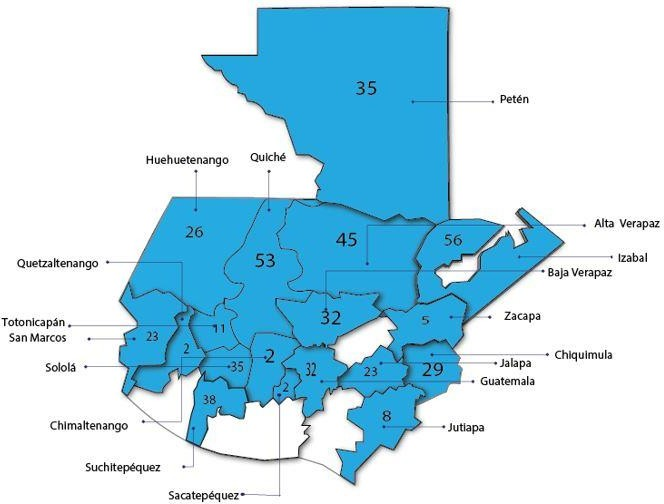 35
Petén
Huehuetenango
Quiché
26
53
45
56
Alta Verapaz
Izabal
Quetzaltenango
Baja Verapaz
32
Totonicapán
11
5
Zacapa
San Marcos
23
2
Chiquimula
Sololá
35
2
23
29
Jalapa
Guatemala
2
38
8
Chimaltenango
Jutiapa
Suchitepéquez
Sacatepéquez